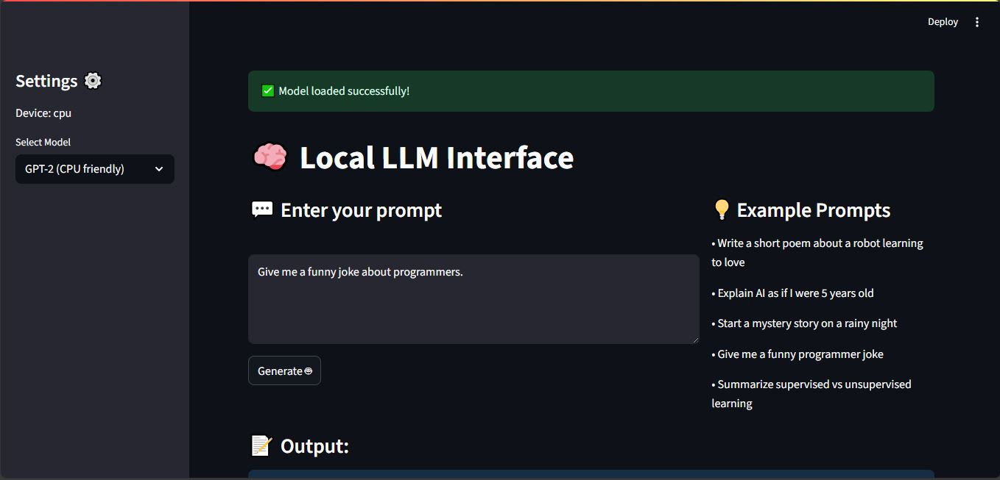 Deploy
Settings
Device: cpu
Select Model
GPT-2 (CPU friendly)
✅ Model loaded successfully!
🧠 Local LLM Interface
💬 Enter your prompt
Give me a funny joke about programmers.
Generate
💡 Example Prompts
• Write a short poem about a robot learning
to love
• Explain AI as if I were 5 years old
• Start a mystery story on a rainy night
• Give me a funny programmer joke
• Summarize supervised vs unsupervised
learning
📝 Output: